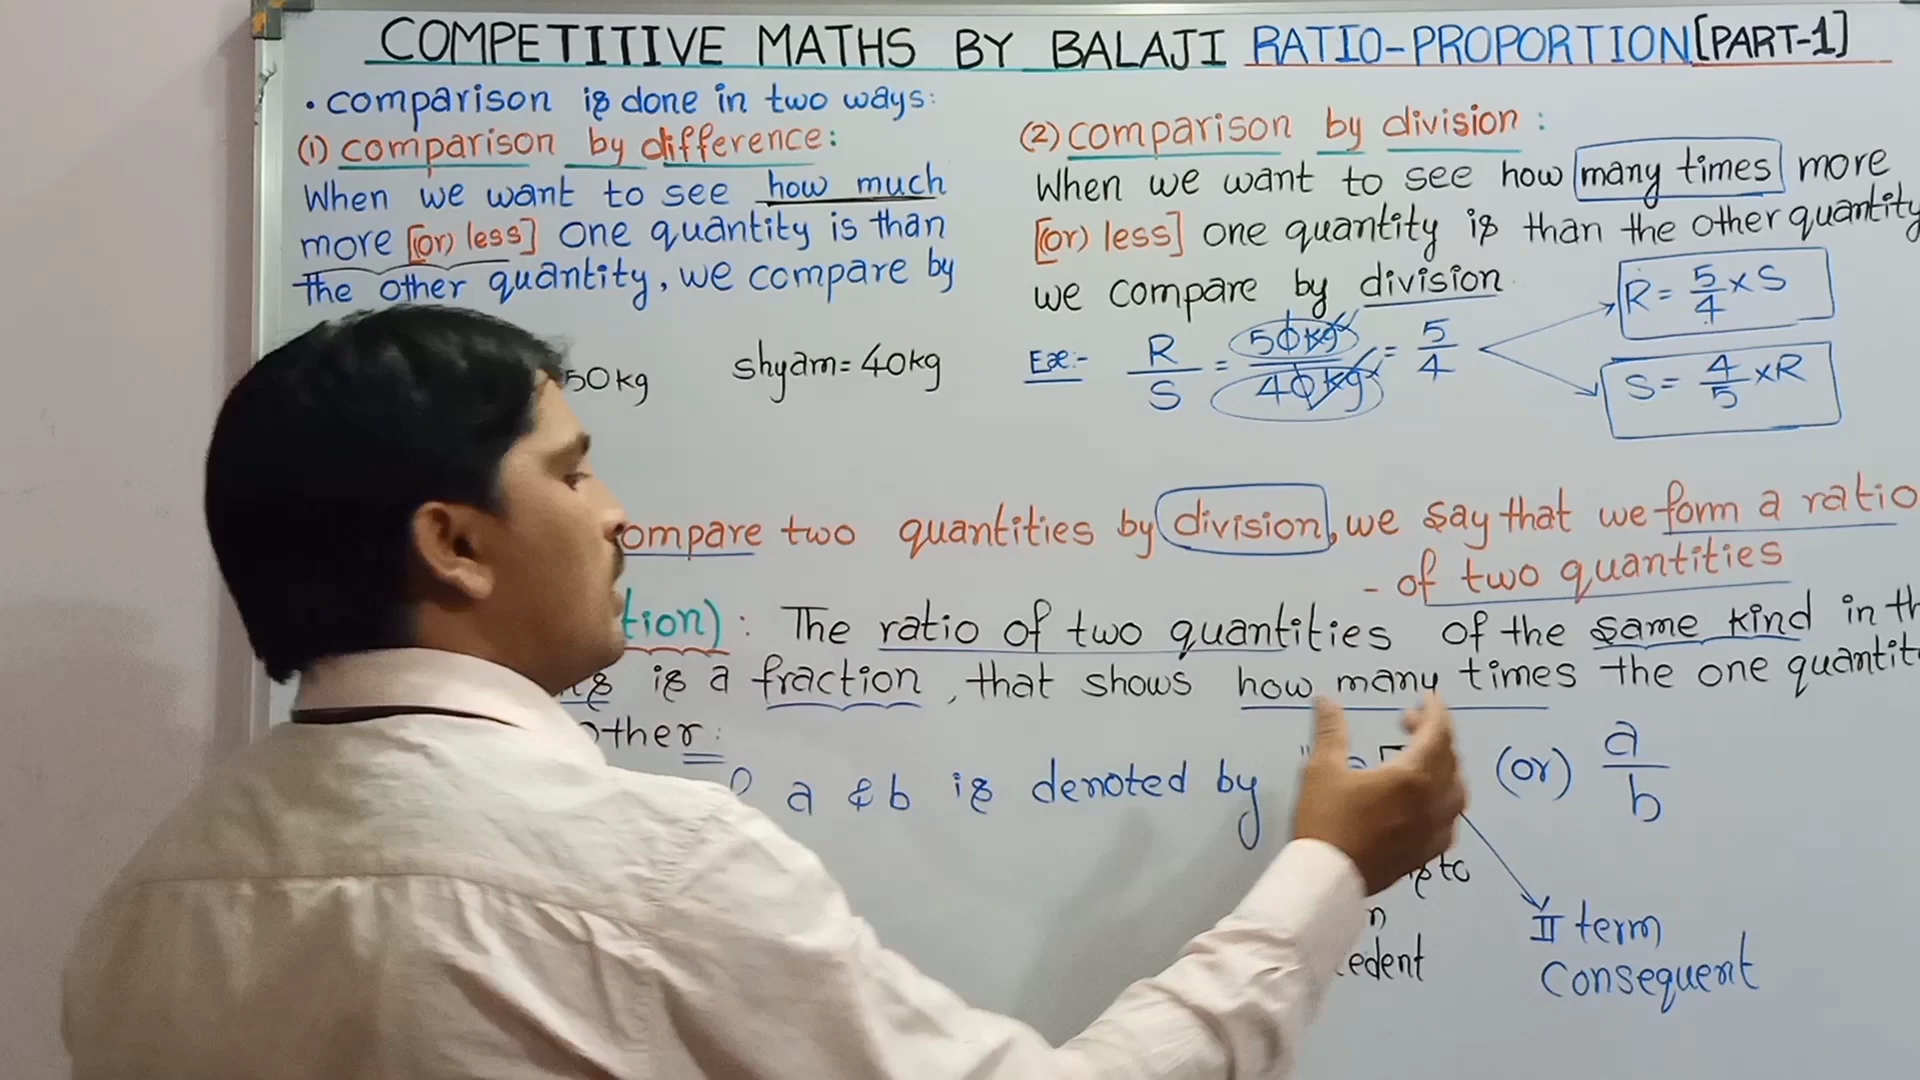 COMPETITIVE MATHS BY BALAJI RATIO-PROPORTION [PART-1]
• comparison is done in two ways:
(1) comparison by difference:
When we want to see how much
more [(or) less] one quantity is than
the other quantity, we compare by
50kg shyam = 40kg
(2) comparison by division:
When we want to see how many times more
[(or) less] one quantity is than the other quantity
we compare by division
Ex:- R/S = 50kg/40kg = 5/4
R = 5/4 × S
S = 4/5 × R
ompare two quantities by division, we say that we form a ratio
- of two quantities
tion): The ratio of two quantities of the same kind in th
is a fraction, that shows how many times the one quantit
other:
a & b is denoted by " (or) a/b
to
n
cedent
II term
Consequent